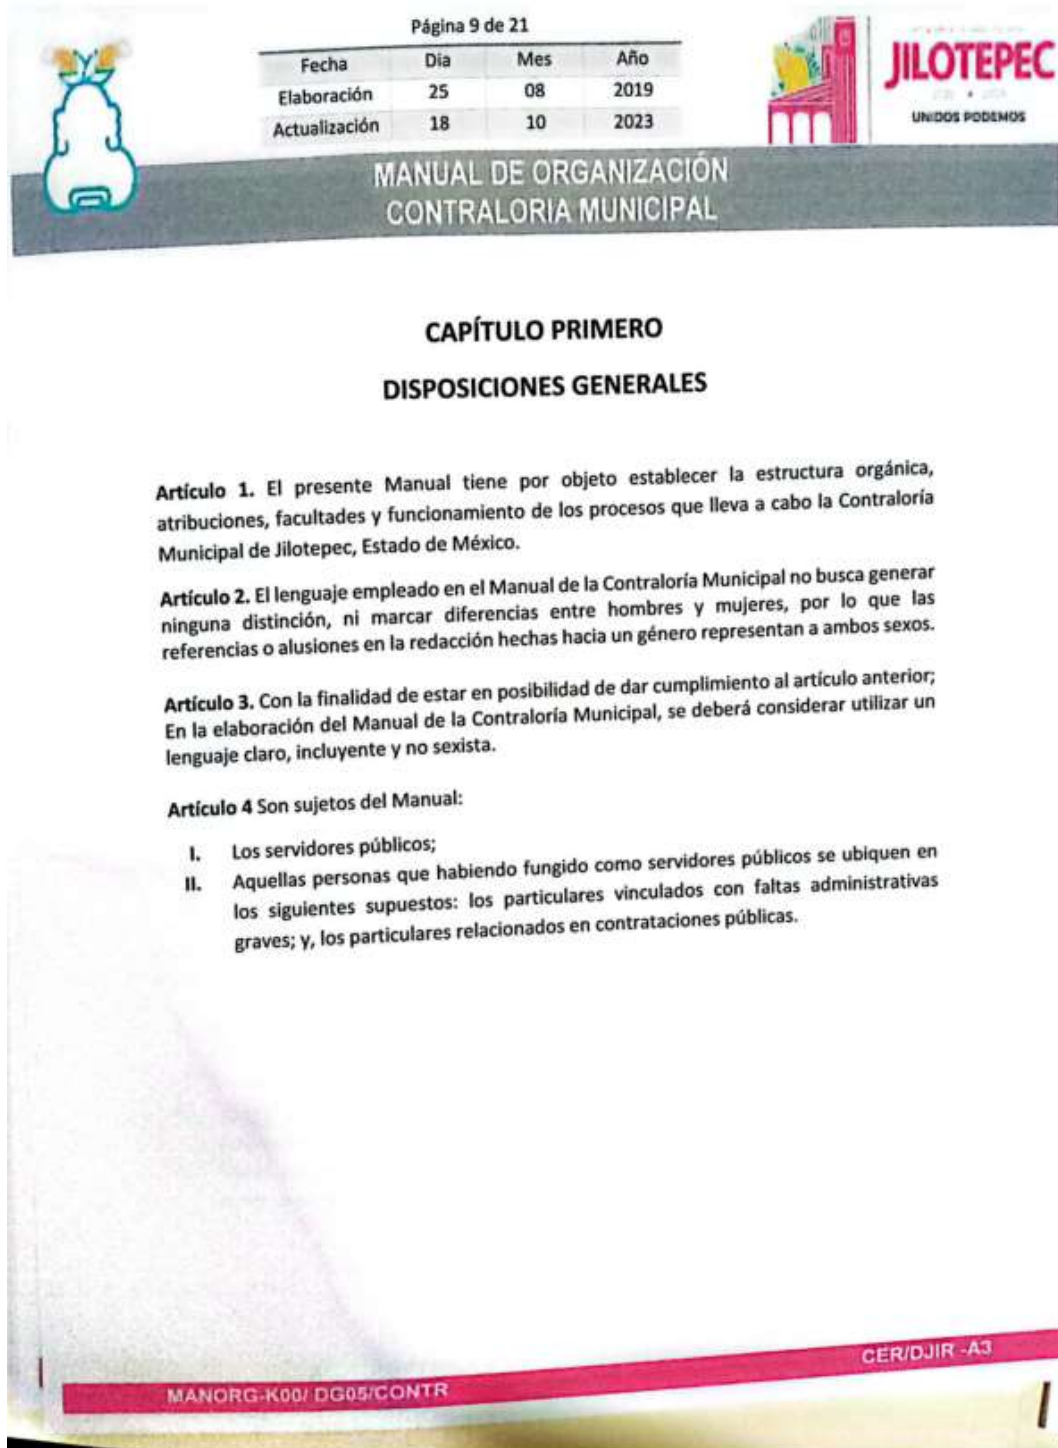 Página 9 de 21
Fecha Dia Mes Año
Elaboración 25 08 2019
Actualización 18 10 2023
JILOTEPEC
UNIDOS PODEMOS
MANUAL DE ORGANIZACIÓN
CONTRALORIA MUNICIPAL
CAPÍTULO PRIMERO
DISPOSICIONES GENERALES
Artículo 1. El presente Manual tiene por objeto establecer la estructura orgánica,
atribuciones, facultades y funcionamiento de los procesos que lleva a cabo la Contraloría
Municipal de Jilotepec, Estado de México.
Artículo 2. El lenguaje empleado en el Manual de la Contraloría Municipal no busca generar
ninguna distinción, ni marcar diferencias entre hombres y mujeres, por lo que las
referencias o alusiones en la redacción hechas hacia un género representan a ambos sexos.
Artículo 3. Con la finalidad de estar en posibilidad de dar cumplimiento al artículo anterior;
En la elaboración del Manual de la Contraloría Municipal, se deberá considerar utilizar un
lenguaje claro, incluyente y no sexista.
Artículo 4 Son sujetos del Manual:
I. Los servidores públicos;
II. Aquellas personas que habiendo fungido como servidores públicos se ubiquen en
los siguientes supuestos: los particulares vinculados con faltas administrativas
graves; y, los particulares relacionados en contrataciones públicas.
CER/DJIR -A3
MANORG-K00/ DG05/CONTR